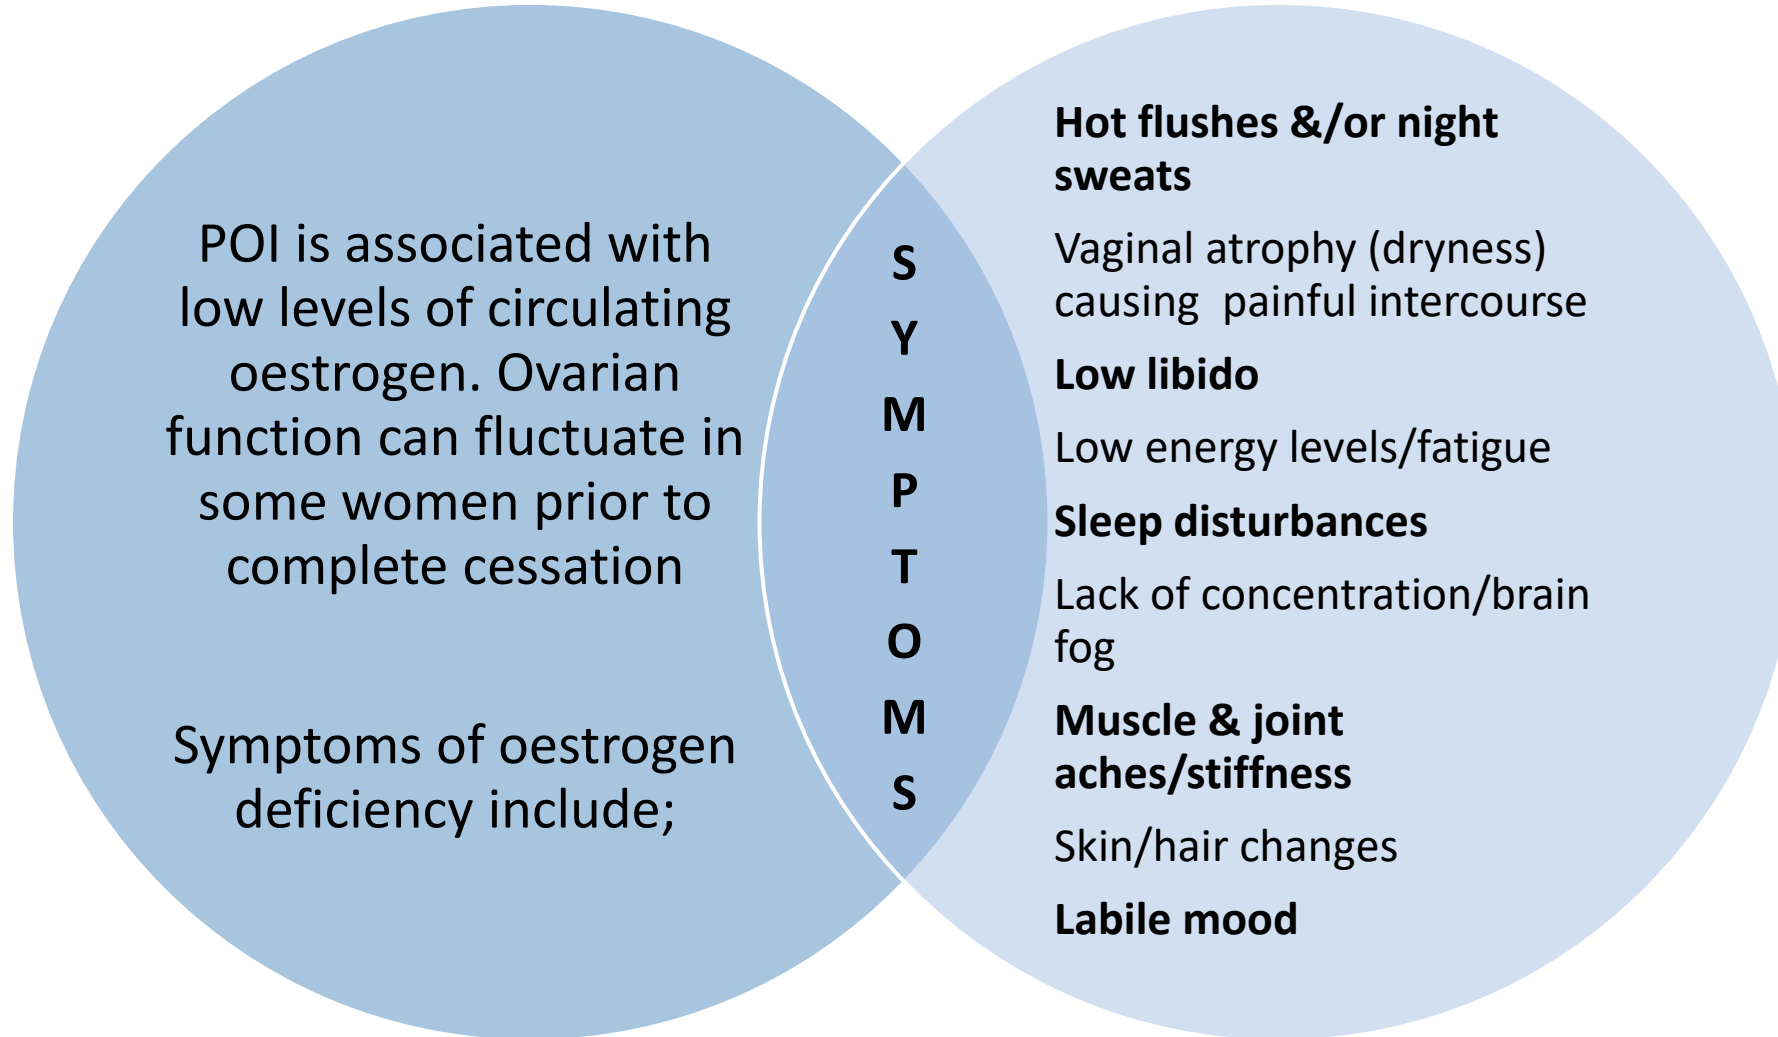 POI is associated with
low levels of circulating
oestrogen. Ovarian
function can fluctuate in
some women prior to
complete cessation
Symptoms of oestrogen
deficiency include;
S
Y
M
P
T
O
M
S
Hot flushes &/or night
sweats
Vaginal atrophy (dryness)
causing  painful intercourse
Low libido
Low energy levels/fatigue
Sleep disturbances
Lack of concentration/brain
fog
Muscle & joint
aches/stiffness
Skin/hair changes
Labile mood